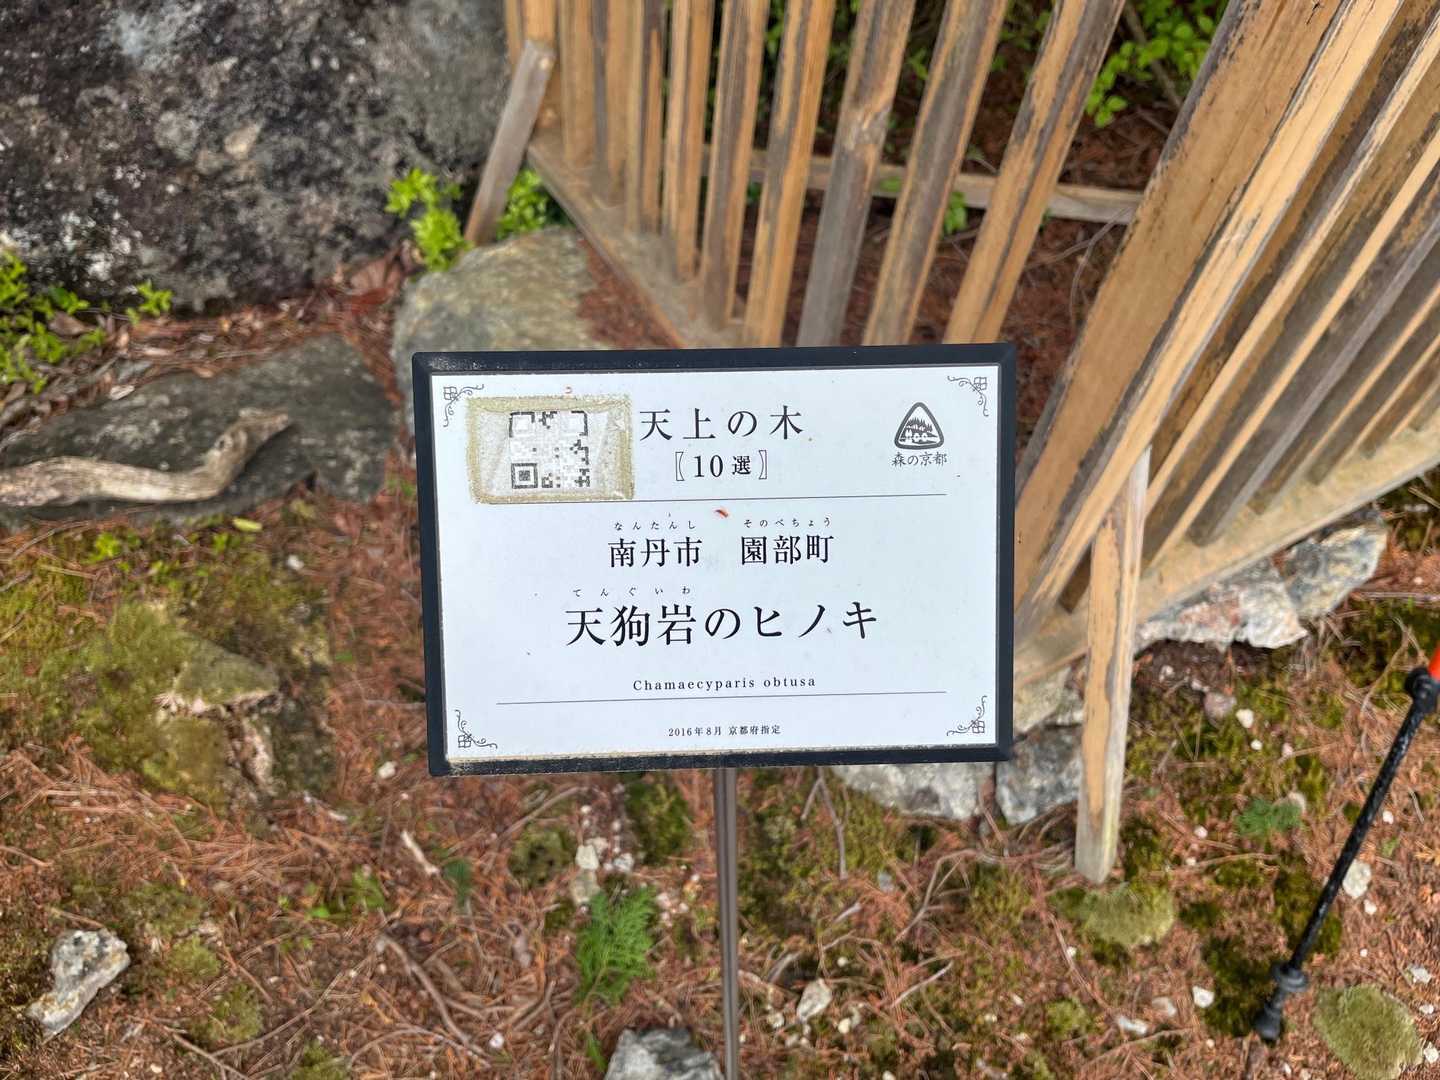 天上の木
〖10選〗
森の京都
なんたんし そのべちょう
南丹市 園部町
てんぐいわ
天狗岩のヒノキ
Chamaecyparis obtusa
2016年8月 京都府指定